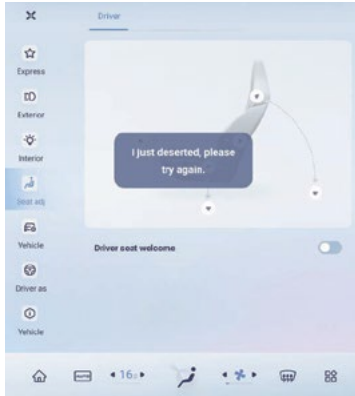 Driver
Express
Exterior
Interior
Seat adj
Vehicle
Driver as
Vehicle
I just deserted, please
try again.
Driver seat welcome
AUTO
16